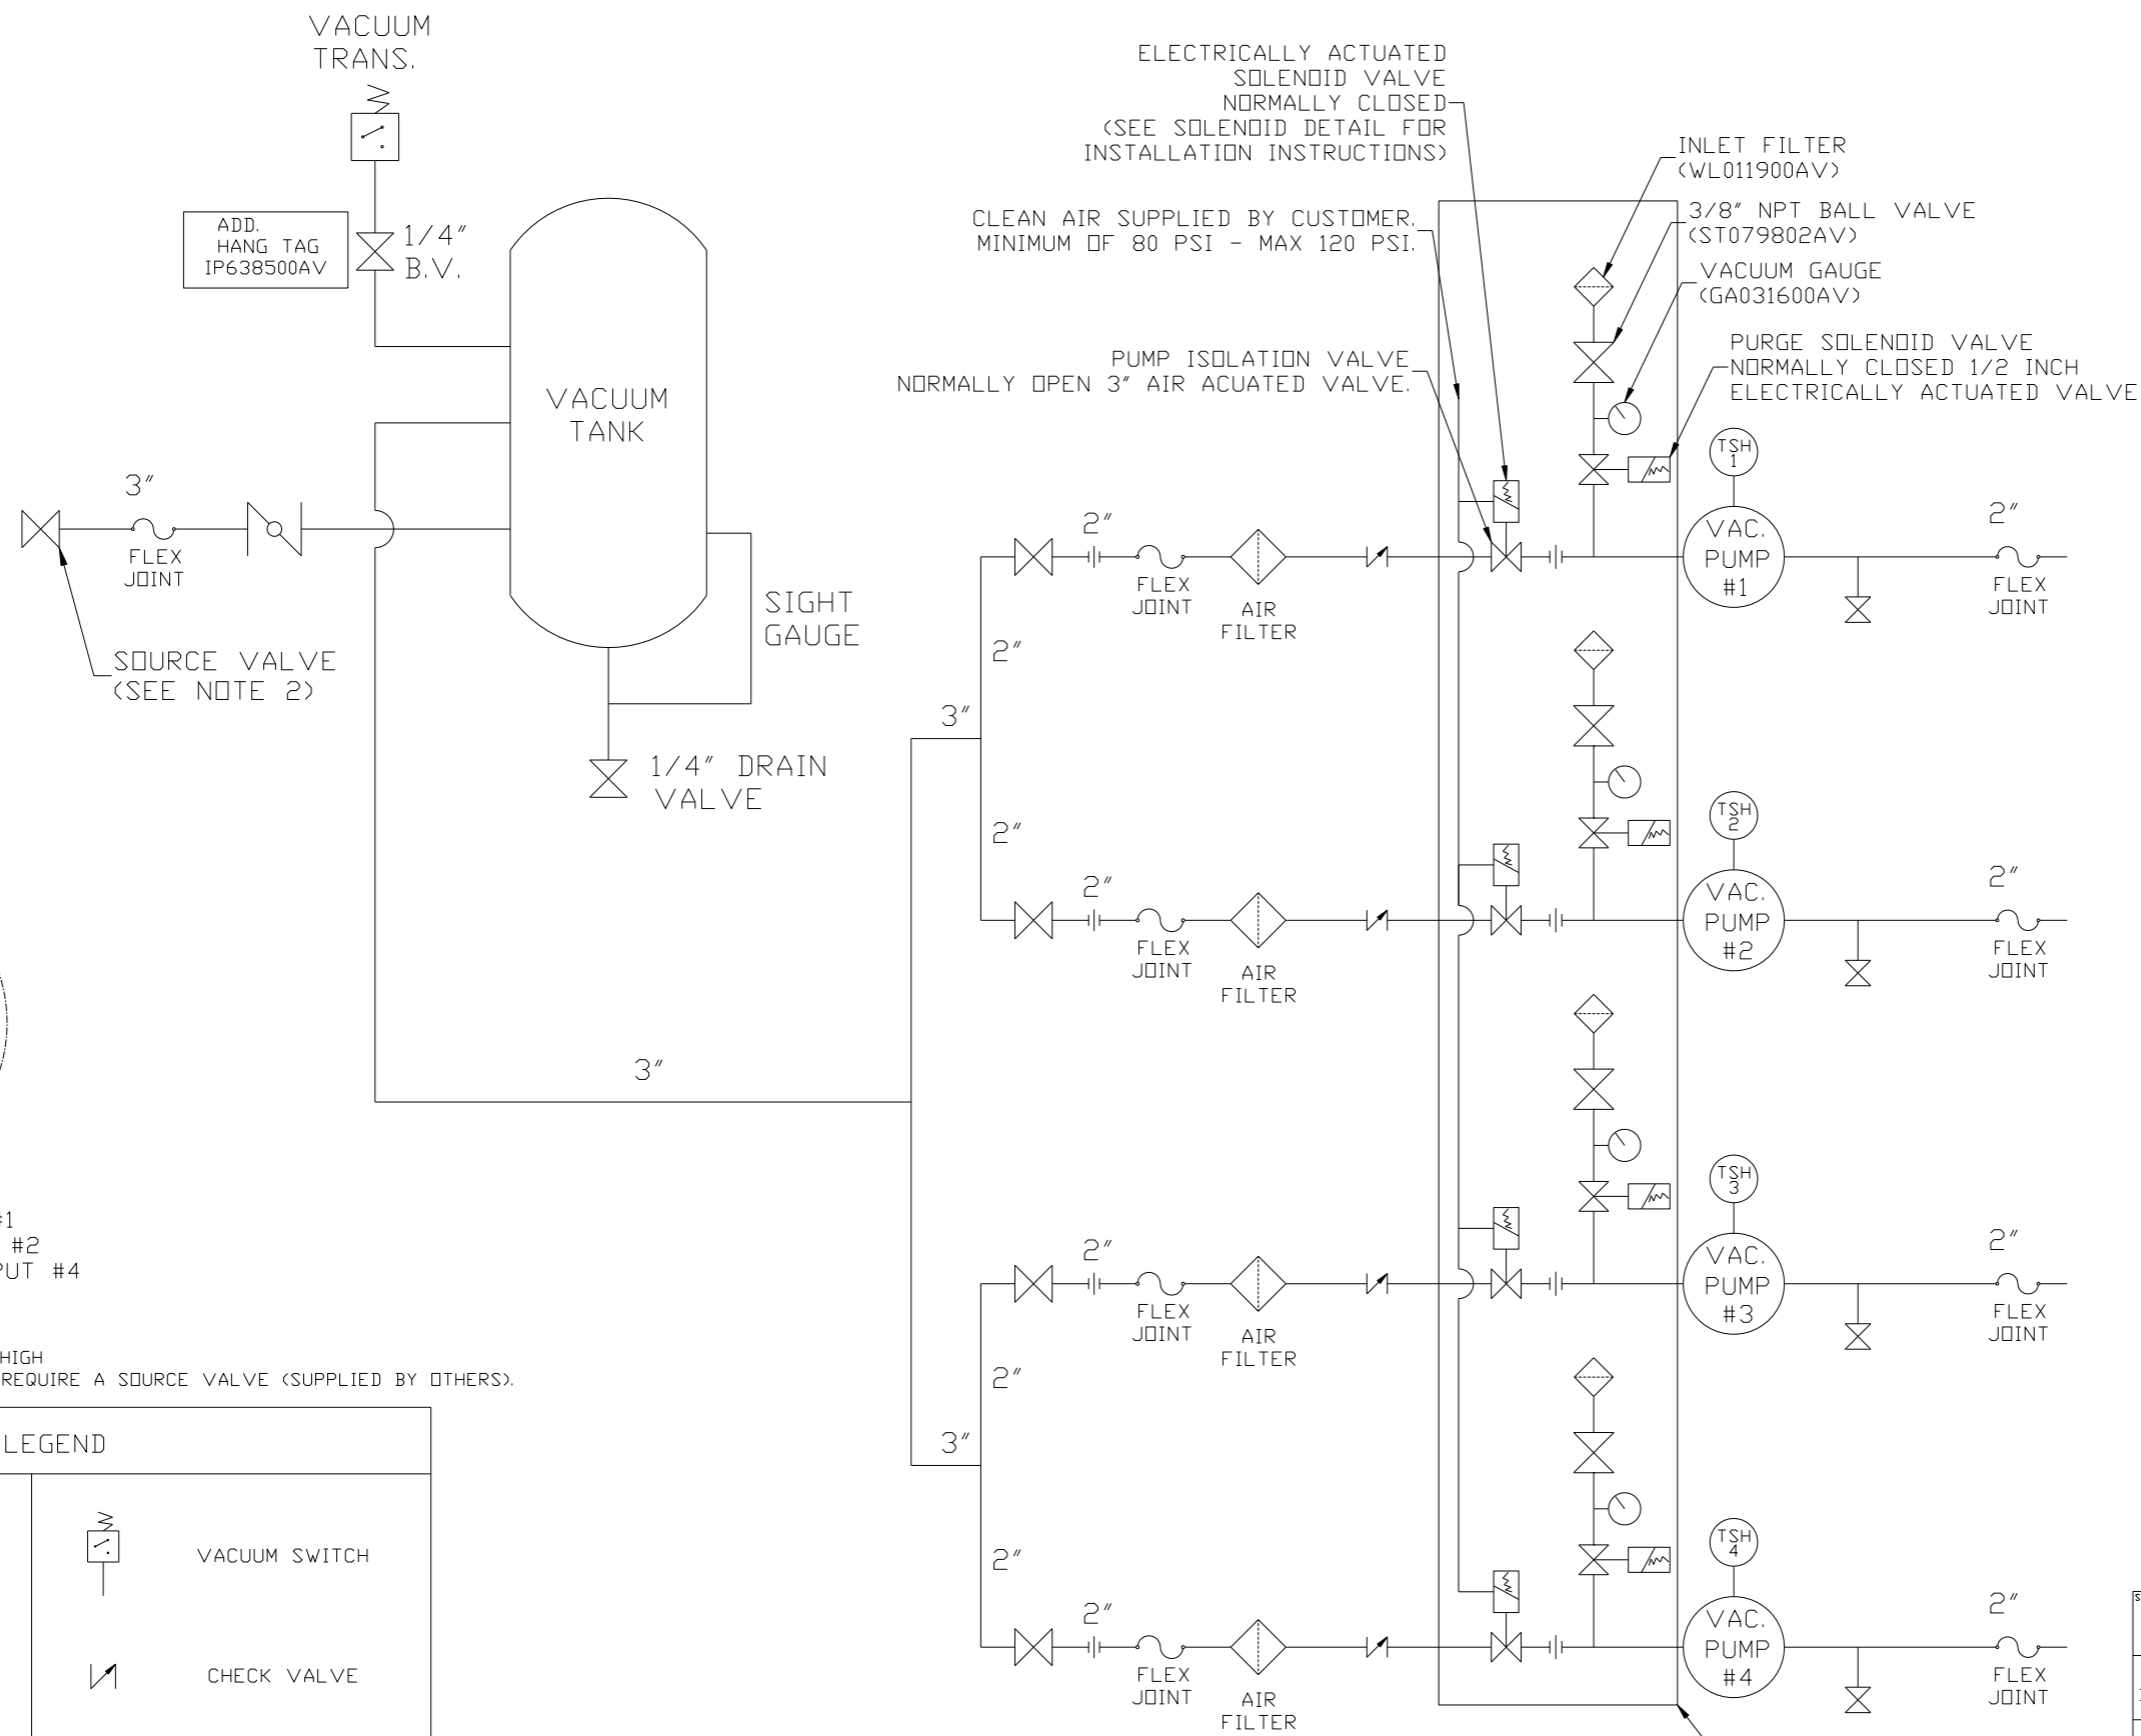 VACUUM
TRANS.
ADD.
HANG TAG
IP638500AV
1/4"
B.V.
VACUUM
TANK
3"
FLEX
JOINT
SOURCE VALVE
(SEE NOTE 2)
SIGHT
GAUGE
1/4" DRAIN
VALVE
3"
ELECTRICALLY ACTUATED
SOLENOID VALVE
NORMALLY CLOSED
(SEE SOLENOID DETAIL FOR
INSTALLATION INSTRUCTIONS)
CLEAN AIR SUPPLIED BY CUSTOMER.
MINIMUM OF 80 PSI - MAX 120 PSI.
PUMP ISOLATION VALVE
NORMALLY OPEN 3" AIR ACUATED VALVE.
INLET FILTER
(WL011900AV)
3/8" NPT BALL VALVE
(ST079802AV)
VACUUM GAUGE
(GA031600AV)
PURGE SOLENOID VALVE
NORMALLY CLOSED 1/2 INCH
ELECTRICALLY ACTUATED VALVE
2"
FLEX
JOINT
AIR
FILTER
TSH
1
VAC.
PUMP
#1
2"
FLEX
JOINT
2"
3"
2"
2"
FLEX
JOINT
AIR
FILTER
TSH
2
VAC.
PUMP
#2
2"
FLEX
JOINT
2"
FLEX
JOINT
AIR
FILTER
TSH
3
VAC.
PUMP
#3
2"
FLEX
JOINT
2"
3"
2"
2"
FLEX
JOINT
AIR
FILTER
TSH
4
VAC.
PUMP
#4
2"
FLEX
JOINT
#1
#2
PUT #4
HIGH
REQUIRE A SOURCE VALVE (SUPPLIED BY OTHERS).
LEGEND
VACUUM SWITCH
CHECK VALVE